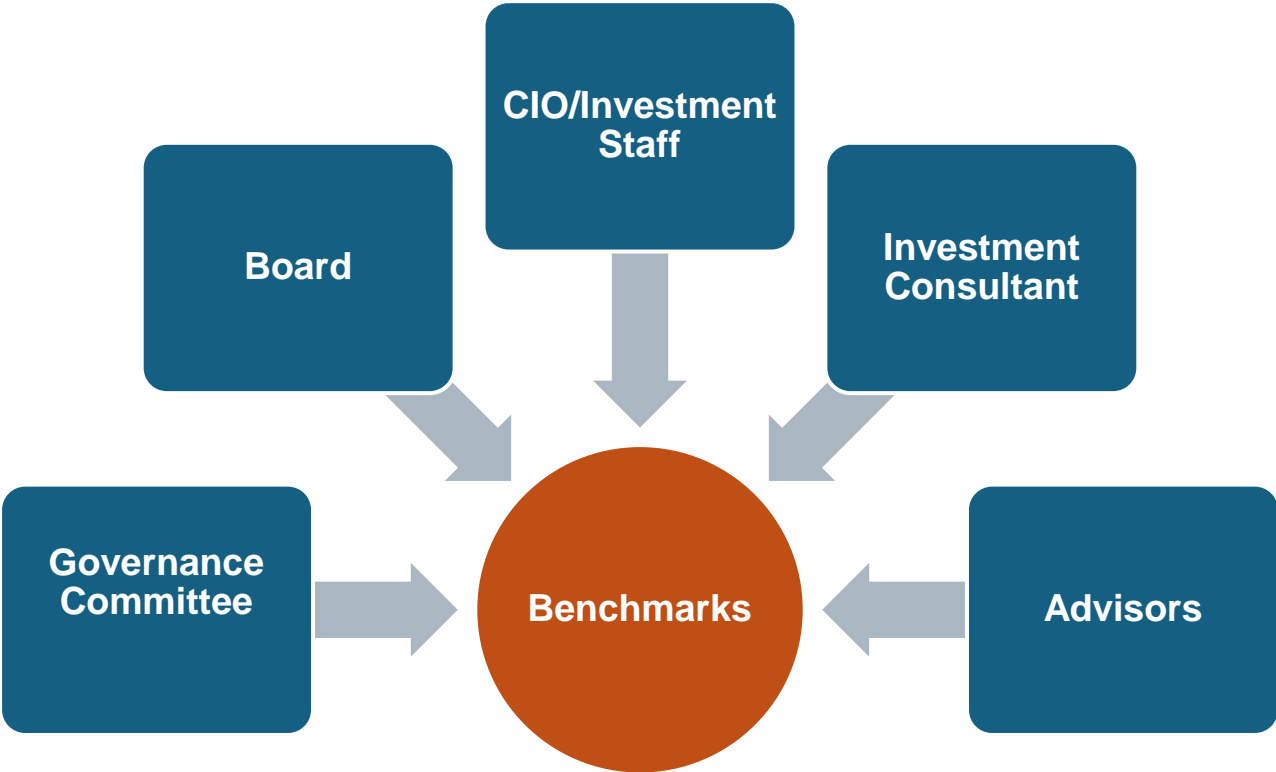 CIO/Investment
Staff
Board
Investment
Consultant
Governance
Committee
Benchmarks
Advisors